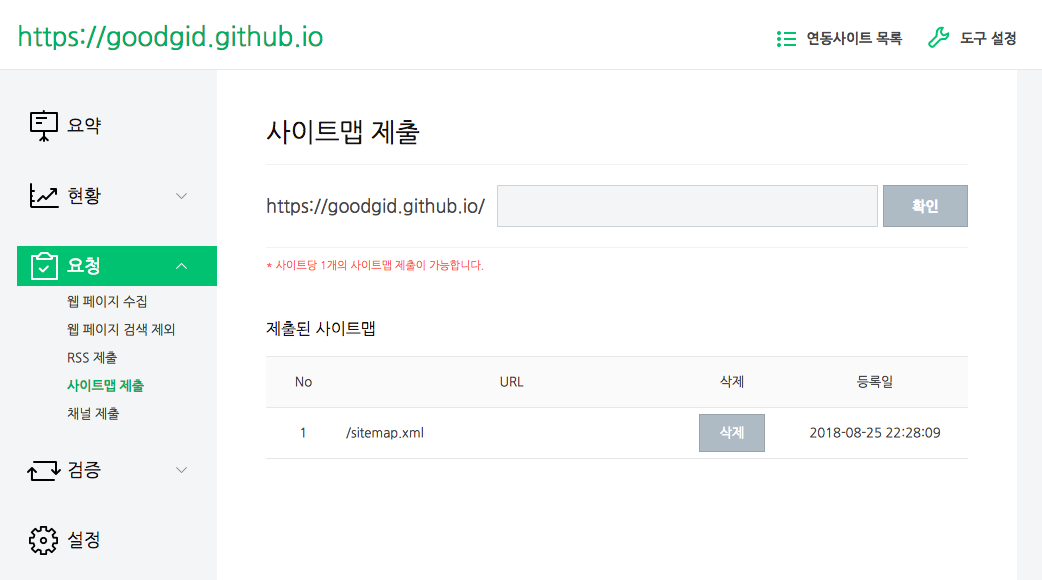 https://goodgid.github.io
연동사이트 목록
도구 설정
요약
현황
요청
웹 페이지 수집
웹 페이지 검색 제외
RSS 제출
사이트맵 제출
채널 제출
검증
설정
사이트맵 제출
https://goodgid.github.io/
확인
* 사이트당 1개의 사이트맵 제출이 가능합니다.
제출된 사이트맵
No URL 삭제 등록일
1 /sitemap.xml 삭제 2018-08-25 22:28:09